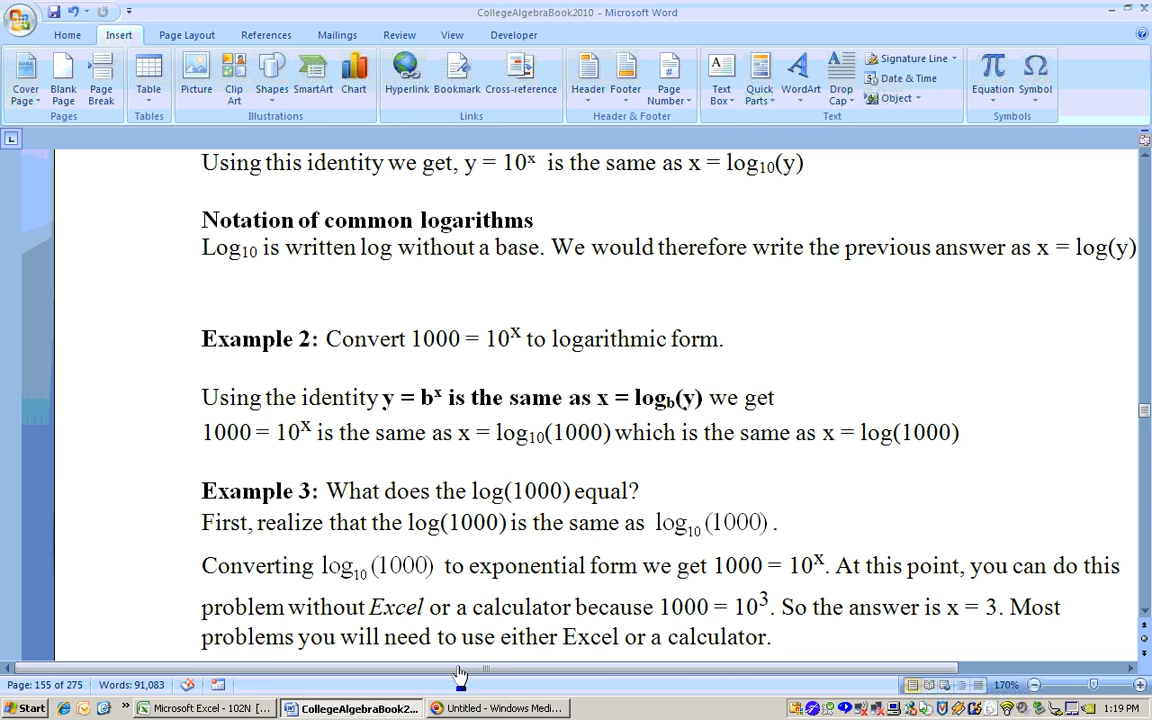 CollegeAlgebraBook2010 - Microsoft Word
Home Insert Page Layout References Mailings Review View Developer
Cover Page Blank Page Page Break Table Picture Clip Art Shapes SmartArt Chart Hyperlink Bookmark Cross-reference Header Footer Page Number Text Box Quick Parts WordArt Drop Cap Signature Line Date & Time Object Equation Symbol
Pages Tables Illustrations Links Header & Footer Text Symbols
Using this identity we get, y = 10ˣ is the same as x = log₁₀(y)
Notation of common logarithms
Log₁₀ is written log without a base. We would therefore write the previous answer as x = log(y)
Example 2: Convert 1000 = 10ˣ to logarithmic form.
Using the identity y = bˣ is the same as x = log_b(y) we get
1000 = 10ˣ is the same as x = log₁₀(1000) which is the same as x = log(1000)
Example 3: What does the log(1000) equal?
First, realize that the log(1000) is the same as log₁₀(1000) .
Converting log₁₀(1000) to exponential form we get 1000 = 10ˣ. At this point, you can do this
problem without Excel or a calculator because 1000 = 10³. So the answer is x = 3. Most
problems you will need to use either Excel or a calculator.
Page: 155 of 275 Words: 91,083 170%
Start Microsoft Excel - 102N [... CollegeAlgebraBook2... Untitled - Windows Medi... 1:19 PM